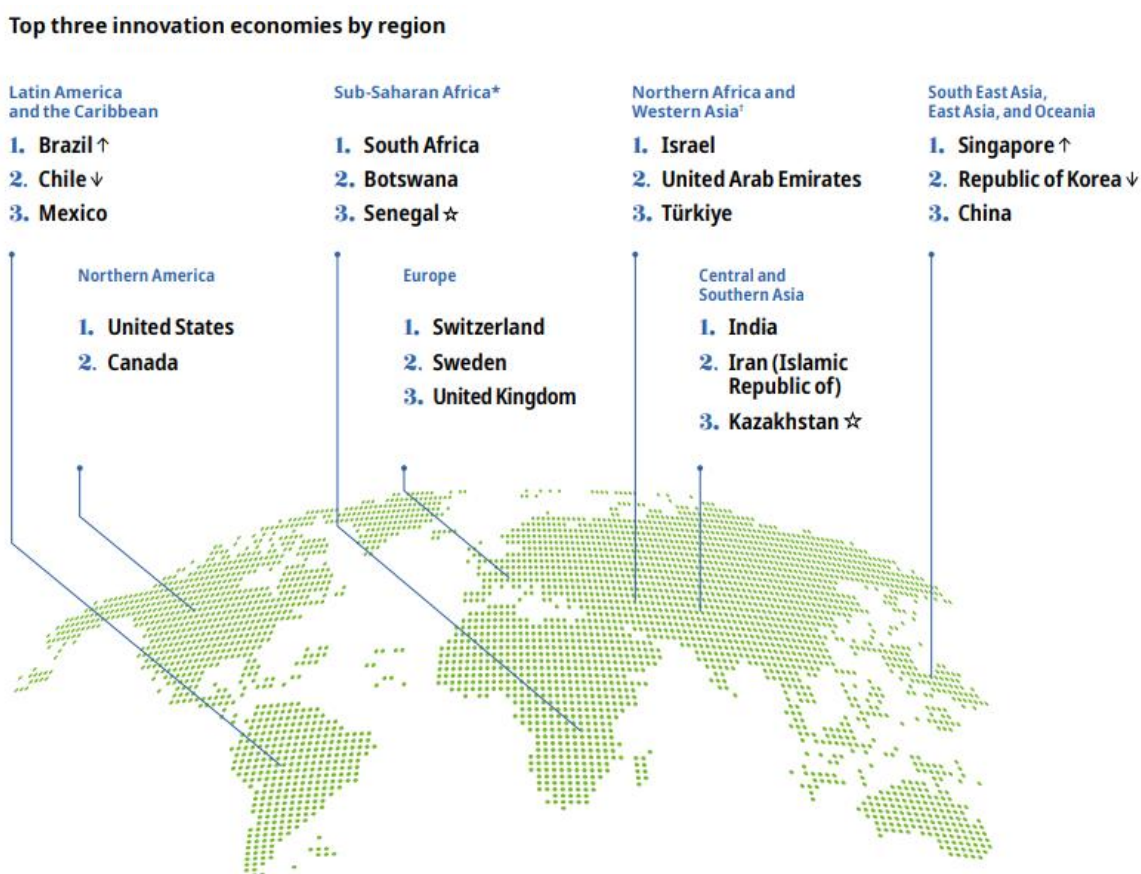 Top three innovation economies by region
Latin America
and the Caribbean
1. Brazil ↑
2. Chile ↓
3. Mexico
Sub-Saharan Africa*
1. South Africa
2. Botswana
3. Senegal ☆
Northern Africa and
Western Asia†
1. Israel
2. United Arab Emirates
3. Türkiye
South East Asia,
East Asia, and Oceania
1. Singapore ↑
2. Republic of Korea ↓
3. China
Northern America
1. United States
2. Canada
Europe
1. Switzerland
2. Sweden
3. United Kingdom
Central and
Southern Asia
1. India
2. Iran (Islamic
Republic of)
3. Kazakhstan ☆